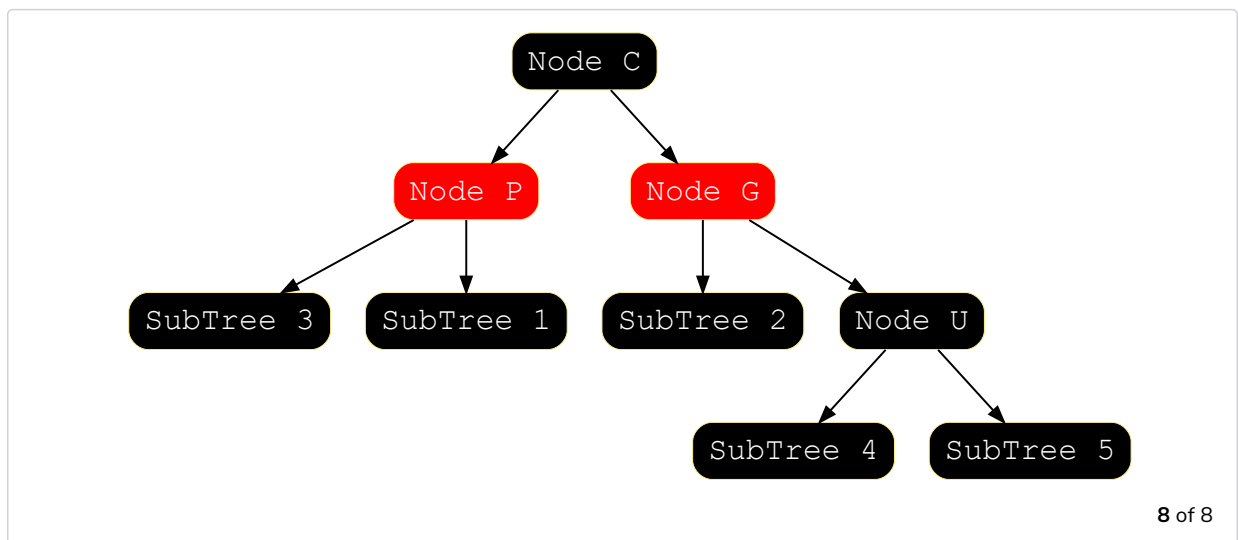 Node C
Node P
Node G
SubTree 3
SubTree 1
SubTree 2
Node U
SubTree 4
SubTree 5
8 of 8